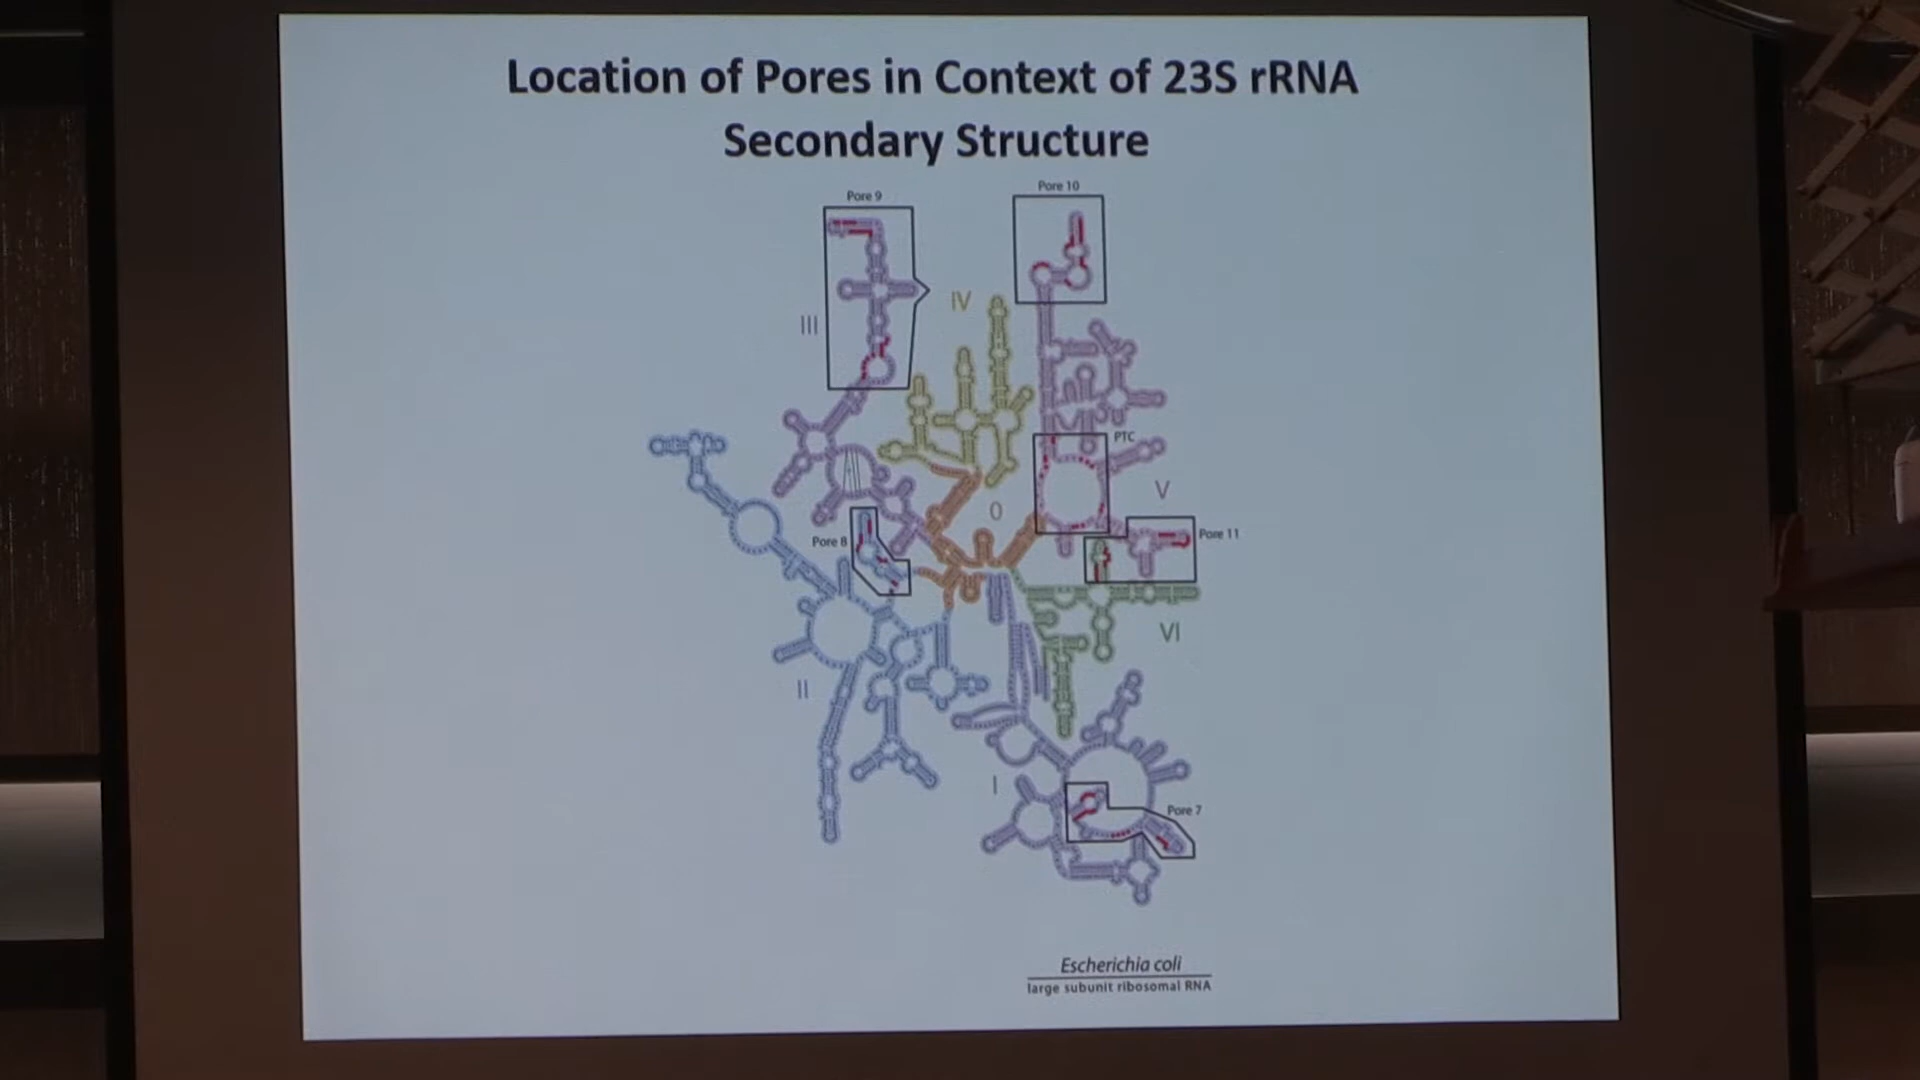 Location of Pores in Context of 23S rRNA
Secondary Structure
Pore 9
Pore 10
IV
III
PTC
V
O
Pore 11
Pore 8
VI
II
I
Pore 7
Escherichia coli
large subunit ribosomal RNA